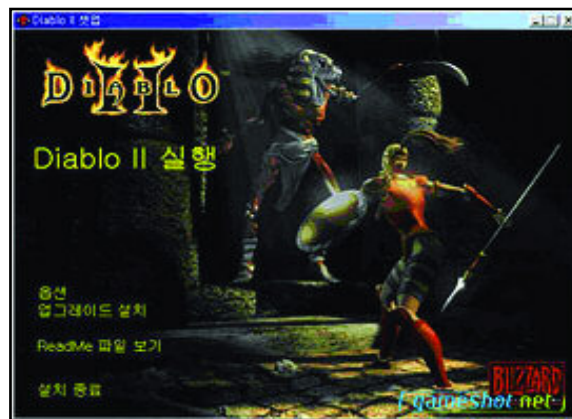 Diablo II 셋업
DIABLO II
Diablo II 실행
옵션
업그레이드 설치
ReadMe 파일 보기
설치 종료
BLIZZARD
( gameshot net )